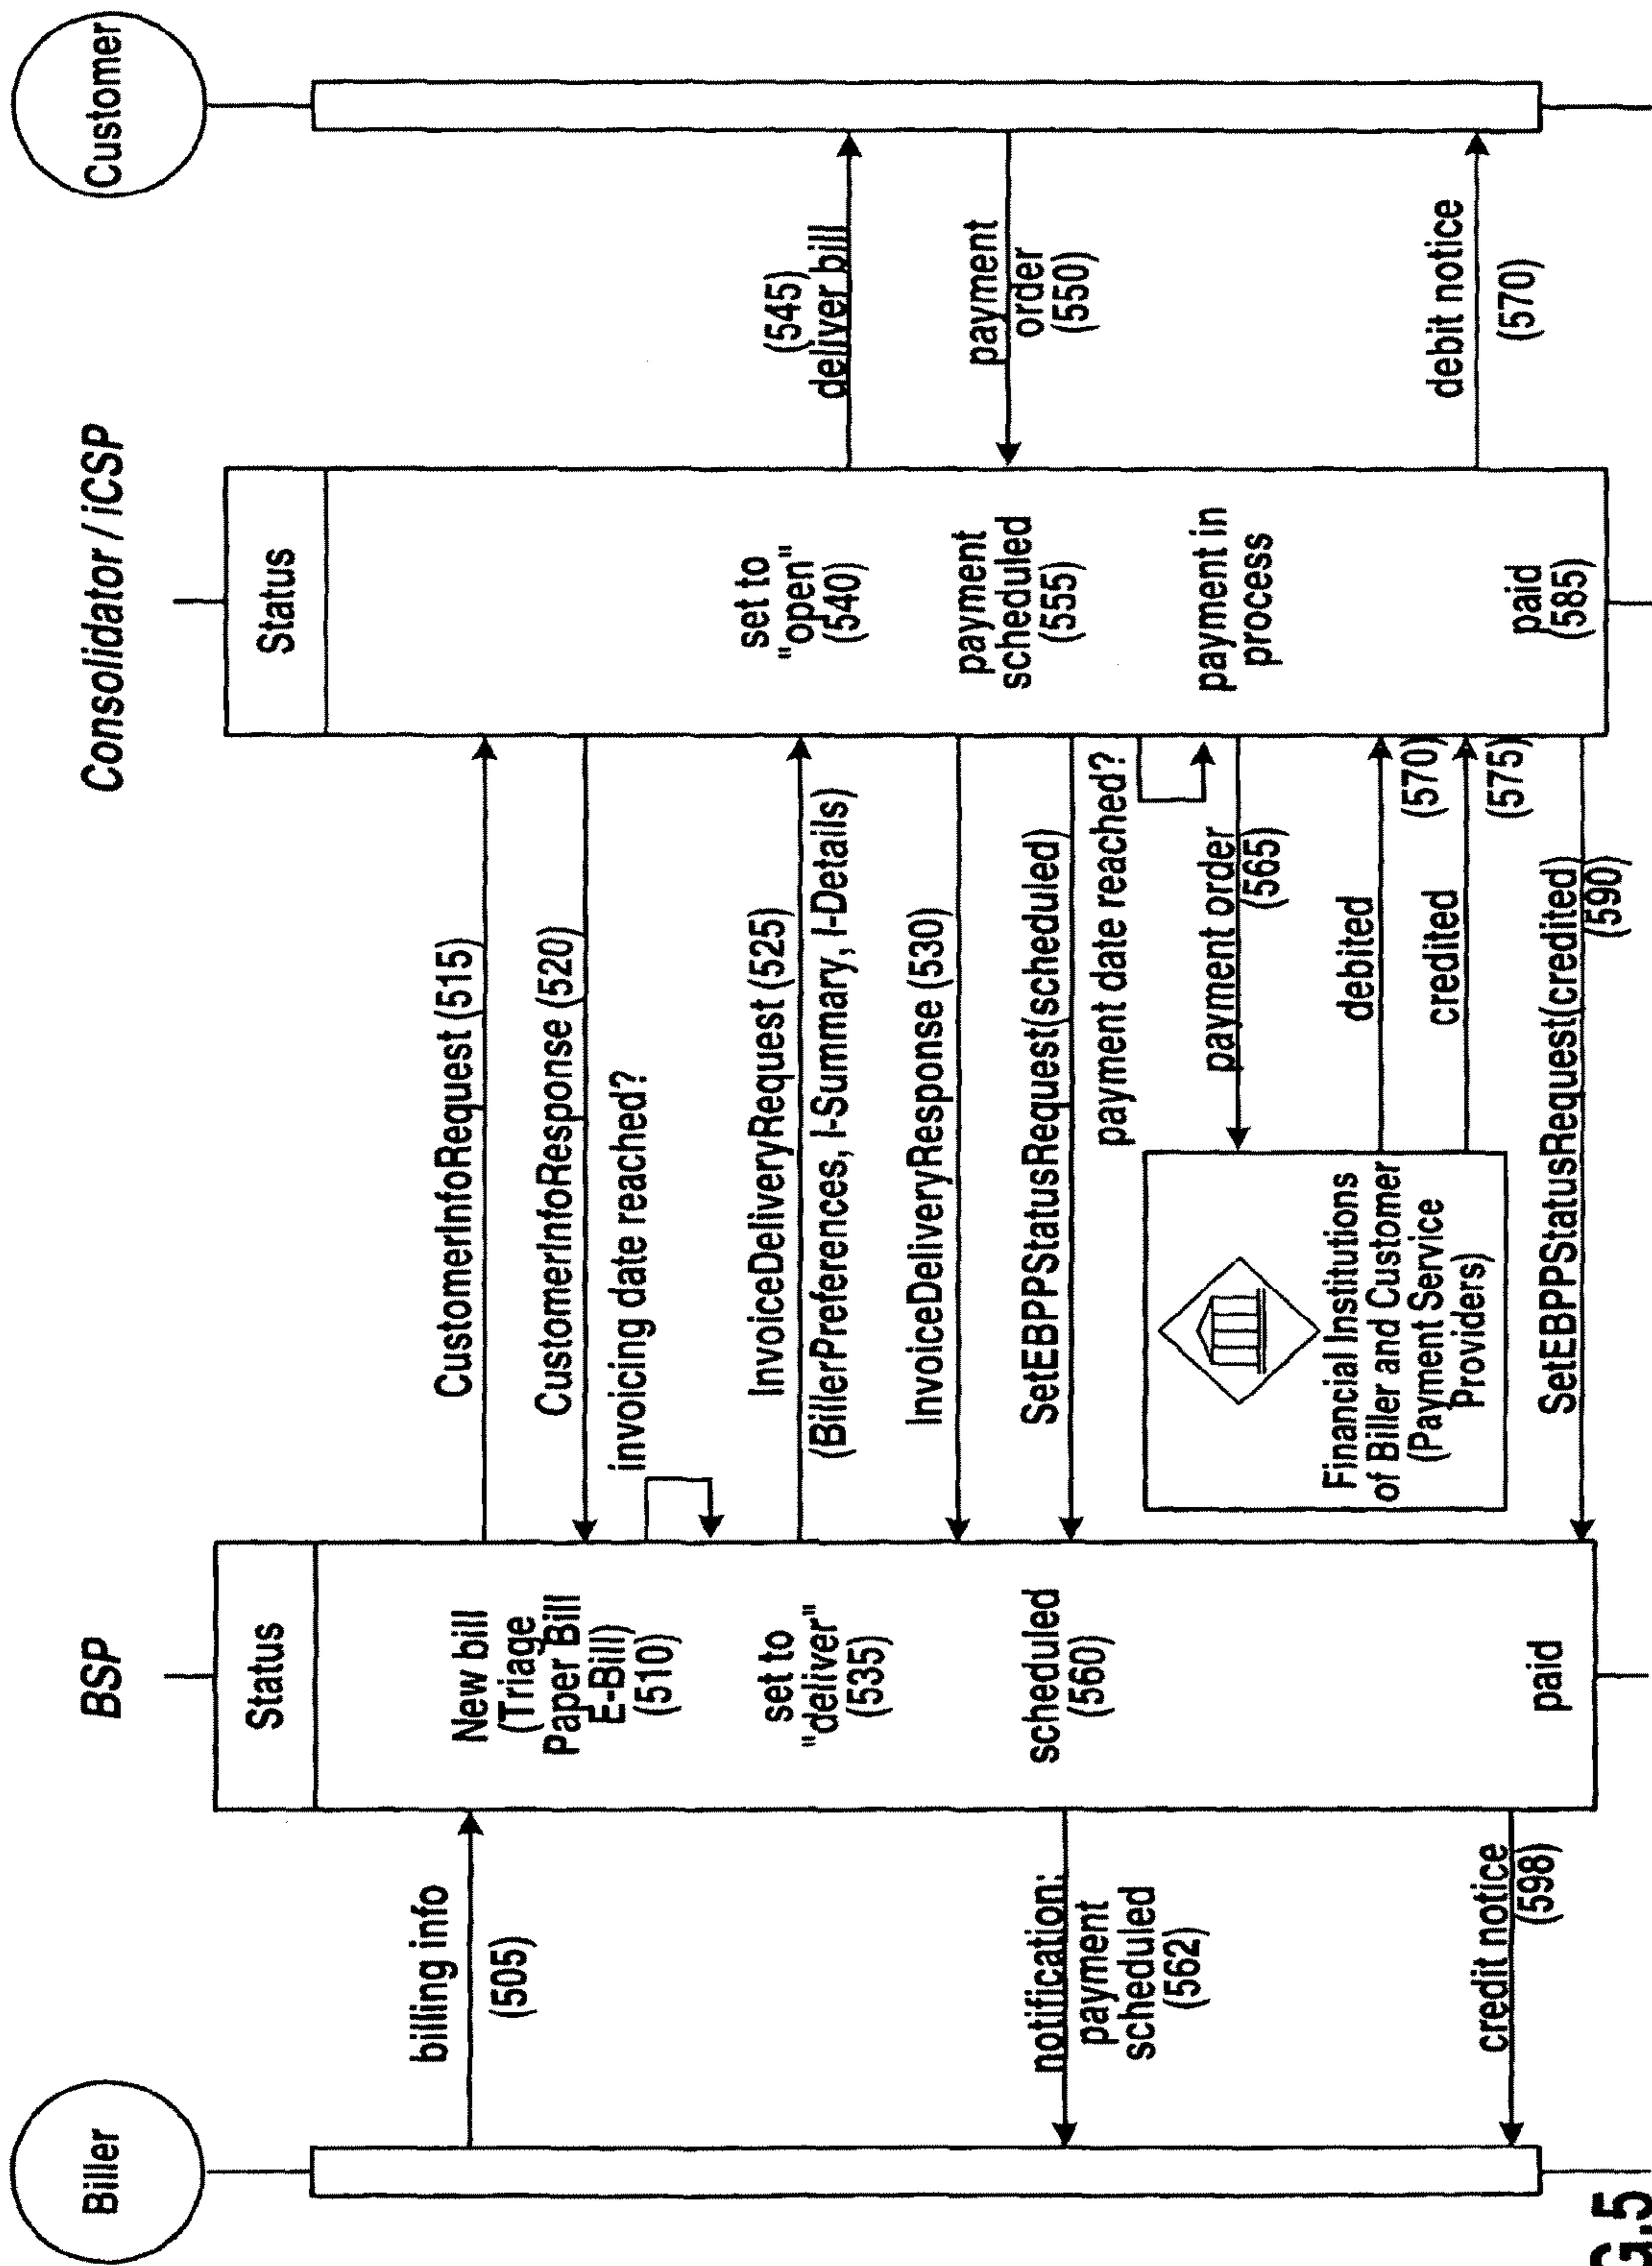 Biller
BSP
Consolidator / iCSP
Customer
Status
Status
billing info
(505)
New bill
(Triage
Paper Bill
E-Bill)
(510)
CustomerInfoRequest (515)
CustomerInfoResponse (520)
invoicing date reached?
set to
"deliver"
(535)
InvoiceDeliveryRequest (525)
(BillerPreferences, I-Summary, I-Details)
set to
"open"
(540)
(545)
deliver bill
InvoiceDeliveryResponse (530)
payment
scheduled
(555)
payment
order
(550)
SetEBPPStatusRequest(scheduled)
scheduled
(560)
notification:
payment
scheduled
(562)
payment date reached?
payment in
process
payment order
(565)
Financial Institutions
of Biller and Customer
(Payment Service
Providers)
debited
(570)
credited
(575)
debit notice
(570)
paid
(585)
SetEBPPStatusRequest(credited)
(590)
paid
credit notice
(598)
G.5